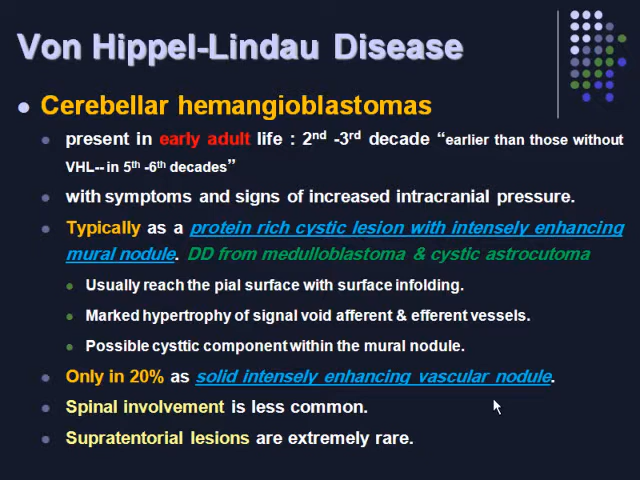 Von Hippel-Lindau Disease
Cerebellar hemangioblastomas
present in early adult life : 2nd -3rd decade “earlier than those without
VHL-- in 5th -6th decades”
with symptoms and signs of increased intracranial pressure.
Typically as a protein rich cystic lesion with intensely enhancing
mural nodule. DD from medulloblastoma & cystic astrocutoma
Usually reach the pial surface with surface infolding.
Marked hypertrophy of signal void afferent & efferent vessels.
Possible cysttic component within the mural nodule.
Only in 20% as solid intensely enhancing vascular nodule.
Spinal involvement is less common.
Supratentorial lesions are extremely rare.